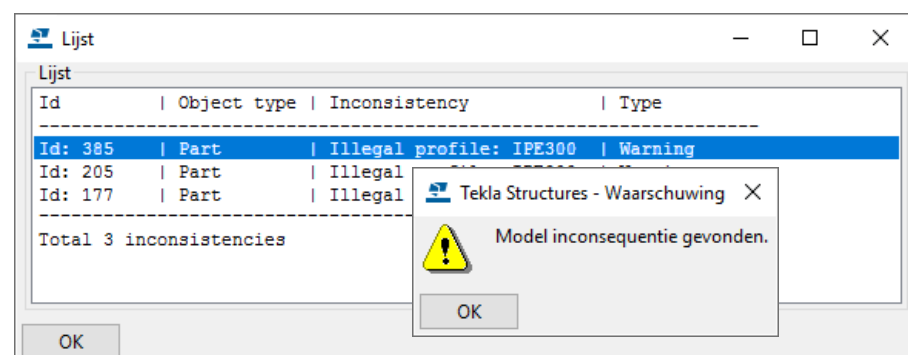 Lijst
Lijst
Id | Object type | Inconsistency | Type
Id: 385 | Part | Illegal profile: IPE300 | Warning
Id: 205 | Part | Illegal
Id: 177 | Part | Illegal
Total 3 inconsistencies
Tekla Structures - Waarschuwing
Model inconsequentie gevonden.
OK
OK